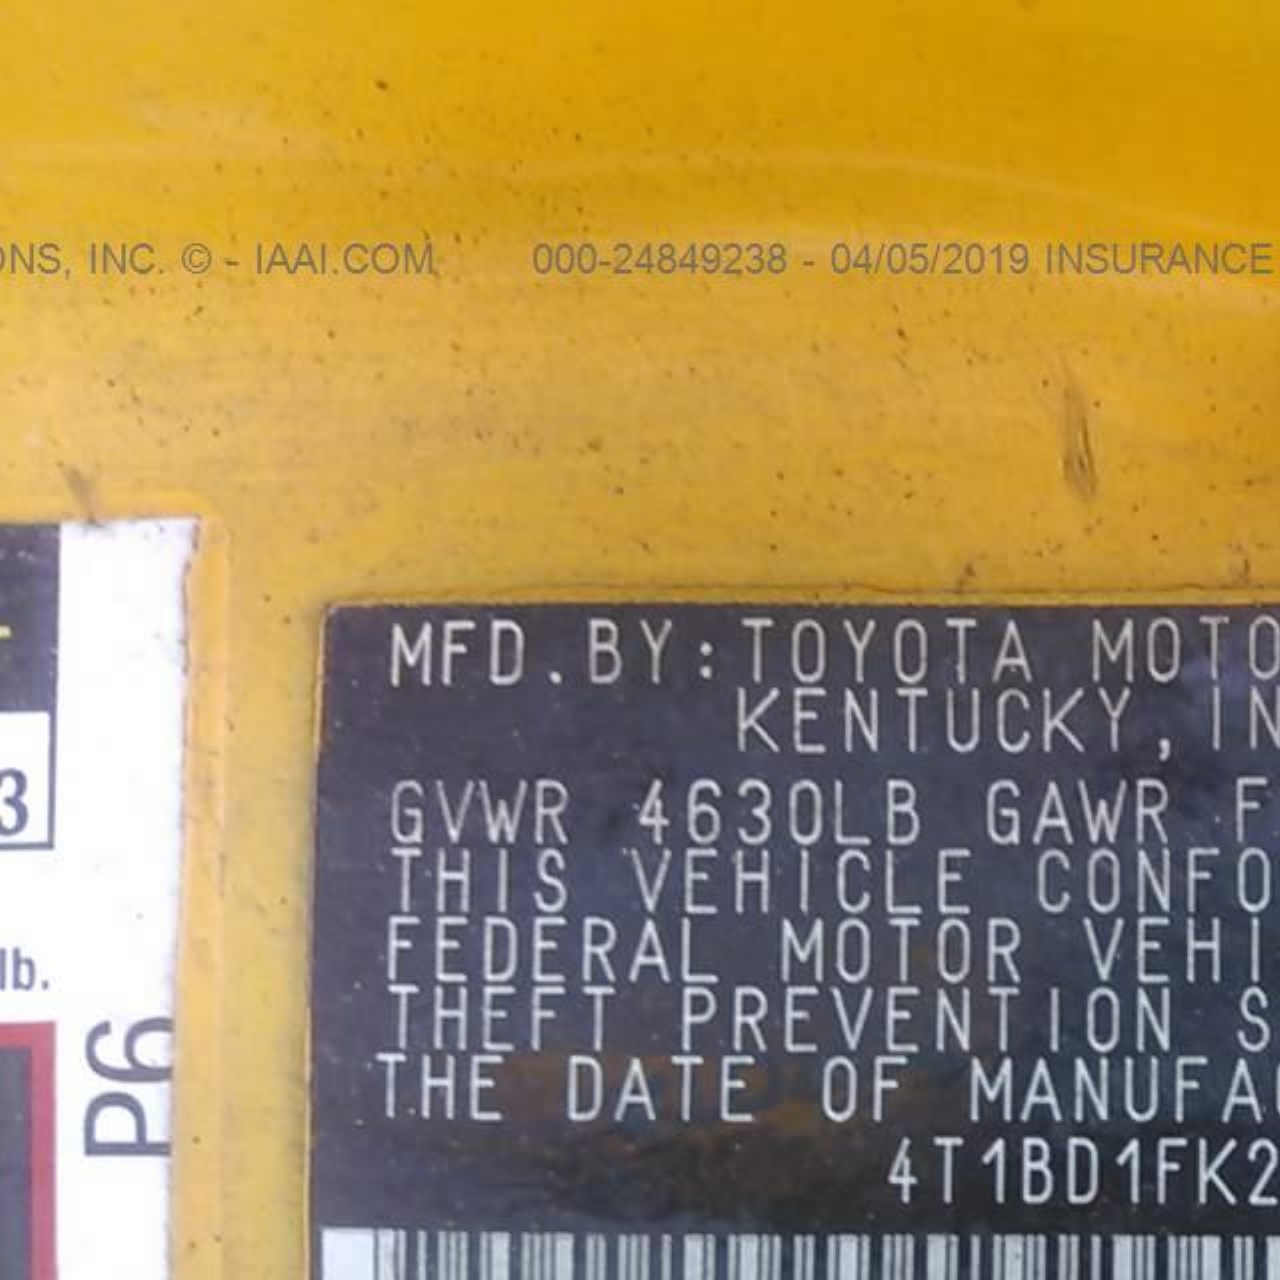 ONS, INC. © - IAAI.COM 000-24849238 - 04/05/2019 INSURANCE
MFD.BY:TOYOTA MOTO
KENTUCKY, IN
GVWR 4630LB GAWR F
THIS VEHICLE CONFO
FEDERAL MOTOR VEHI
THEFT PREVENTION S
THE DATE OF MANUFA
4T1BD1FK2
3
lb.
P6